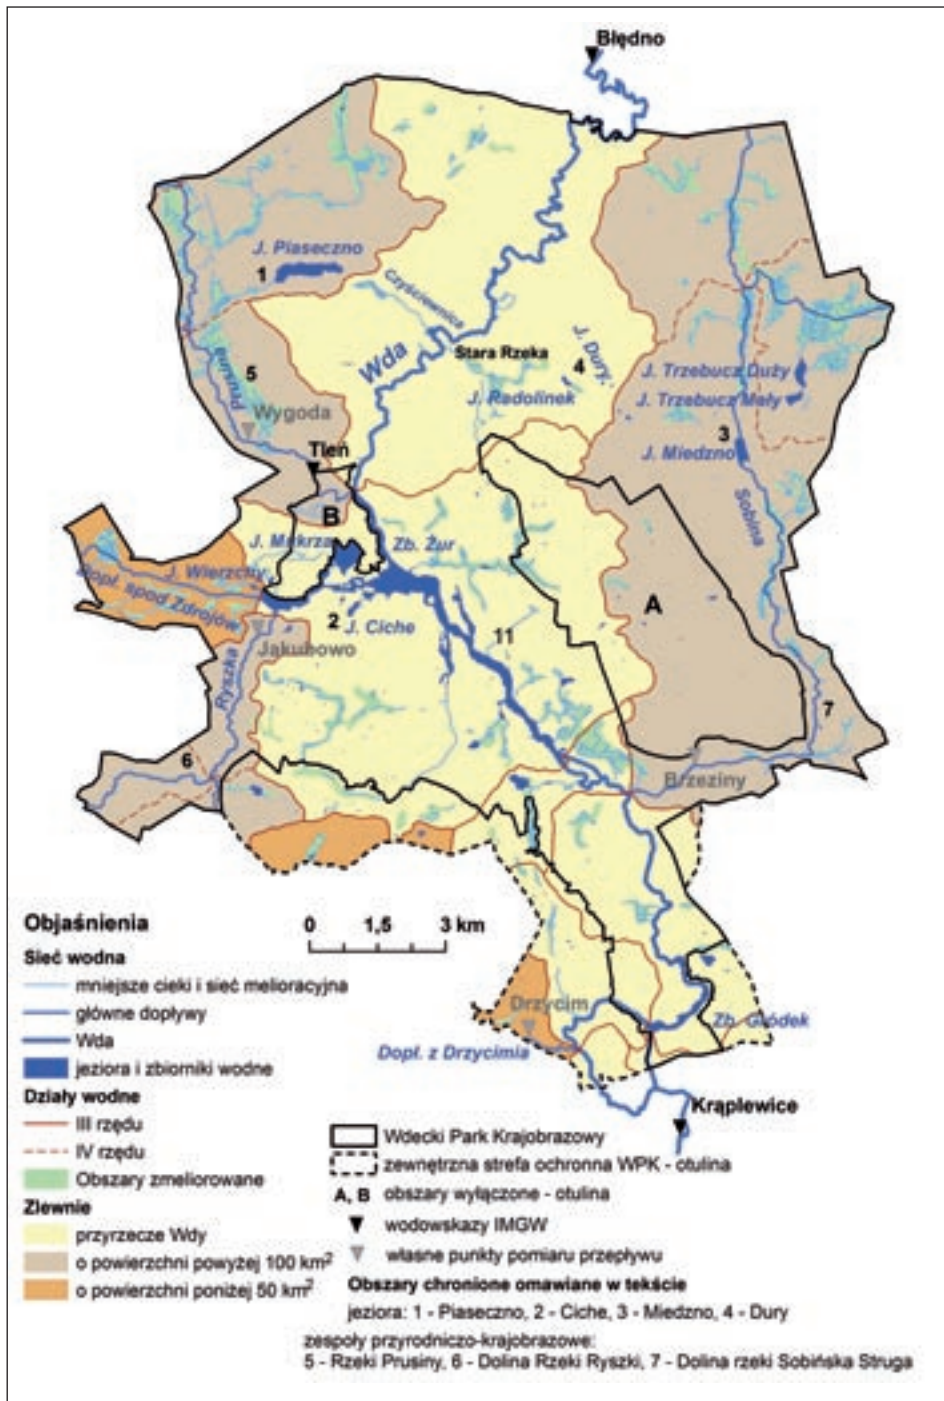 Błędno
J. Piaseczno
1
Czyściewnica
Wda
Stara Rzeka
J. Dury
4
J. Radolinek
J. Trzebucz Duży
J. Trzebucz Mały
3
J. Miedzno
5
Prusina
Wygoda
Tleń
B
J. Mukrza
Zb. Żur
Sobina
J. Wierzchy
Dopł. spod Zdrojów
A
2
J. Ciche
11
Jakubowo
Ryszka
7
6
Brzeziny
Drzycim
Zb. Gródek
Dopł. z Drzycimia
Krąplewice
0 1,5 3 km
Objaśnienia
Sieć wodna
mniejsze cieki i sieć melioracyjna
główne dopływy
Wda
jeziora i zbiorniki wodne
Działy wodne
III rzędu
IV rzędu
Obszary zmeliorowane
Zlewnie
przyrzecze Wdy
o powierzchni powyżej 100 km²
o powierzchni poniżej 50 km²
Wdecki Park Krajobrazowy
zewnętrzna strefa ochronna WPK - otulina
A, B obszary wyłączone - otulina
wodowskazy IMGW
własne punkty pomiaru przepływu
Obszary chronione omawiane w tekście
jeziora: 1 - Piaseczno, 2 - Ciche, 3 - Miedzno, 4 - Dury
zespoły przyrodniczo-krajobrazowe:
5 - Rzeki Prusiny, 6 - Dolina Rzeki Ryszki, 7 - Dolina rzeki Sobińska Struga